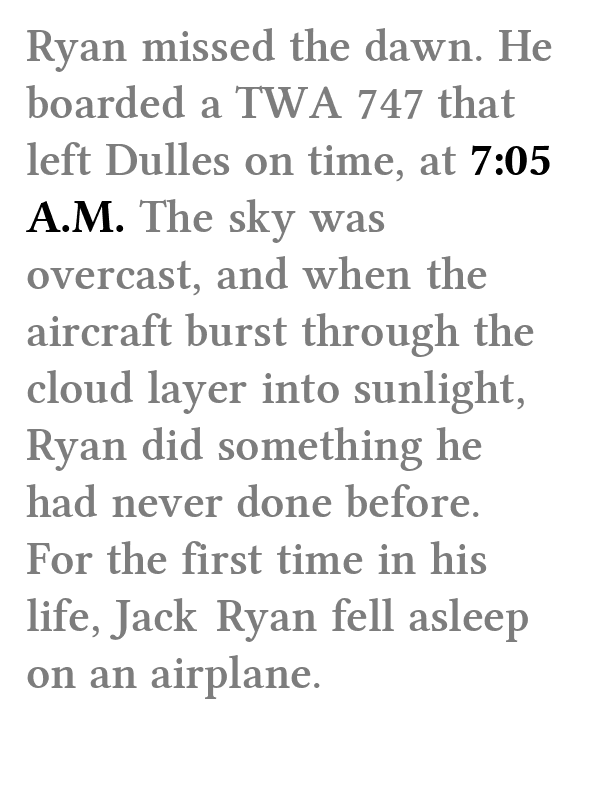 Ryan missed the dawn. He
boarded a TWA 747 that
left Dulles on time, at 7:05
A.M. The sky was
overcast, and when the
aircraft burst through the
cloud layer into sunlight,
Ryan did something he
had never done before.
For the first time in his
life, Jack Ryan fell asleep
on an airplane.